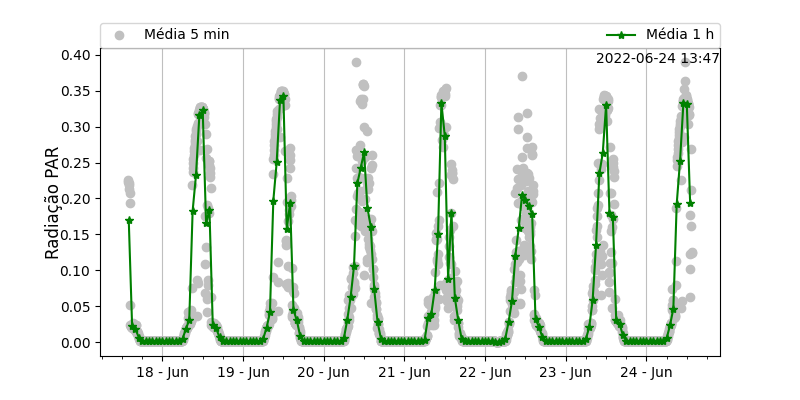 Média 5 min
Média 1 h
2022-06-24 13:47
Radiação PAR
0.40
0.35
0.30
0.25
0.20
0.15
0.10
0.05
0.00
18 - Jun
19 - Jun
20 - Jun
21 - Jun
22 - Jun
23 - Jun
24 - Jun